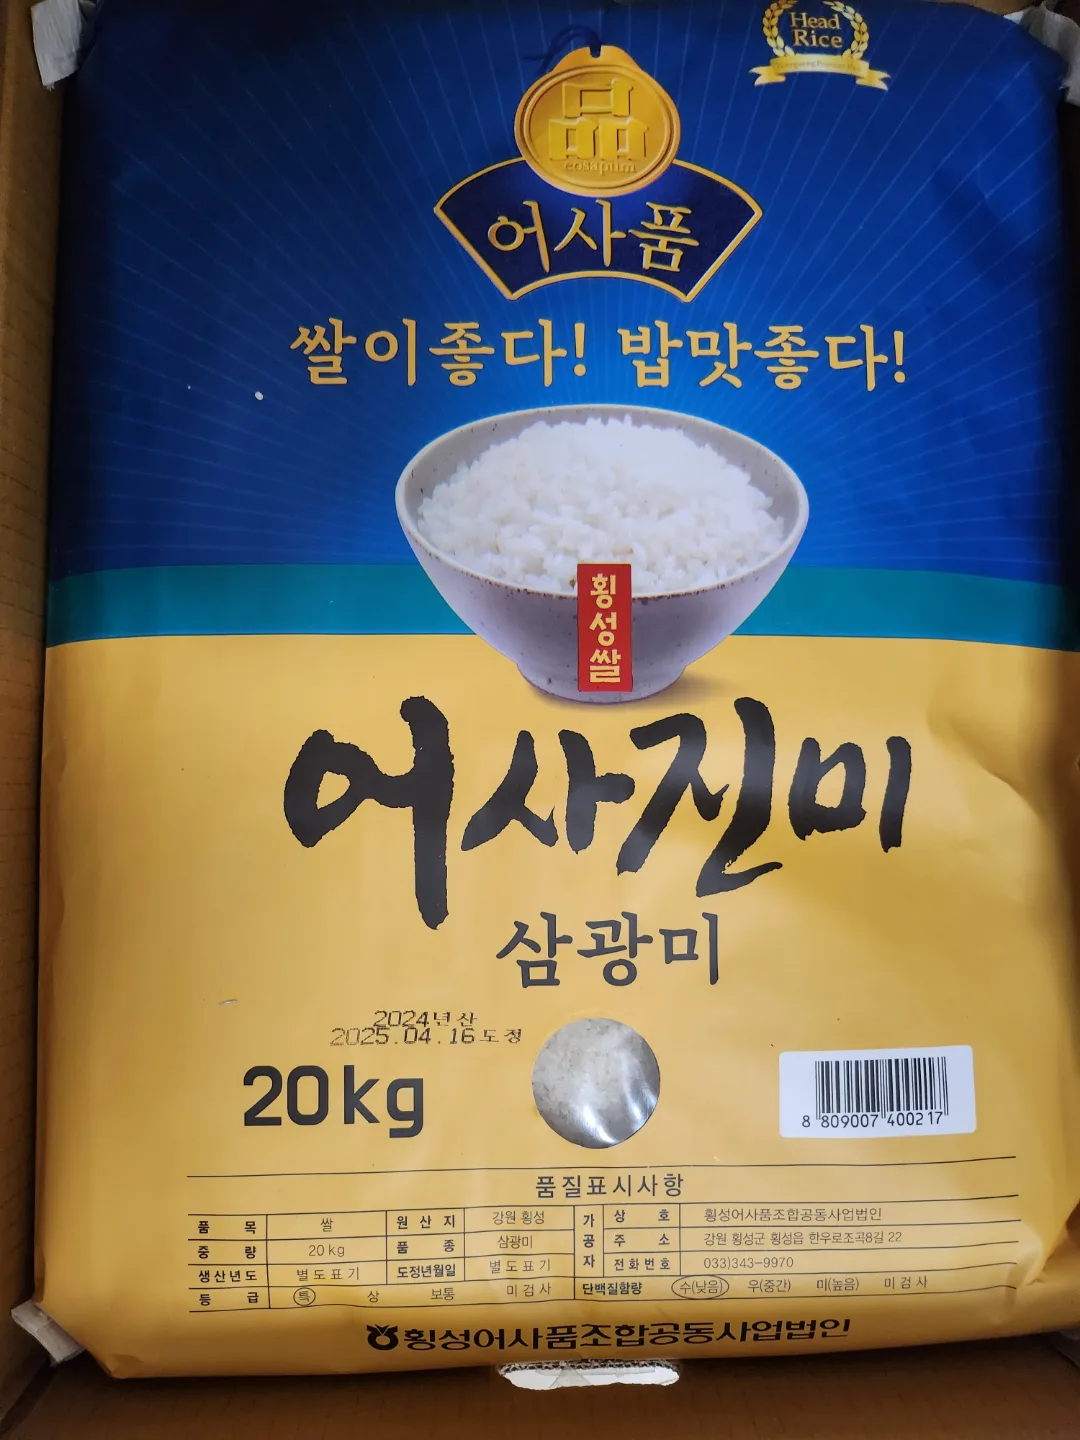 Head
Rice
品
eosapum
어사품
쌀이좋다! 밥맛좋다!
횡성쌀
어사진미
삼광미
2024년산
2025.04.16도정
20kg
8 809007 400217
품질표시사항
품 목 쌀 원 산 지 강원 횡성 가공자 상 호 횡성어사품조합공동사업법인
중 량 20kg 품 종 삼광미 주 소 강원 횡성군 횡성읍 한우로조곡8길 22
생산년도 별도표기 도정년월일 별도표기 전화번호 033)343-9970
등 급 특 상 보통 미검사 단백질함량 수(낮음) 우(중간) 미(높음) 미검사
횡성어사품조합공동사업법인